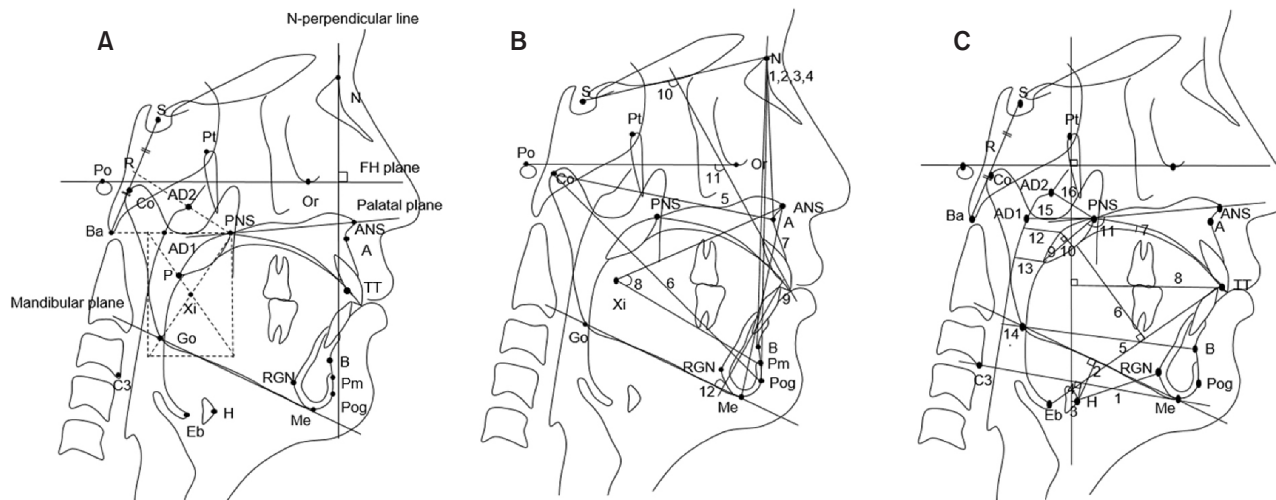 A
N-perpendicular line
N
S
Pt
R
Po
FH plane
Or
Co
AD2
Palatal plane
Ba
PNS
ANS
AD1
A
P
TT
Mandibular plane
Xi
Go
B
C3
RGN
Pm
Pog
Me
Eb
H
B
N
1,2,3,4
S
10
Pt
Po
Or
11
Co
5
PNS
ANS
A
7
8
6
9
Xi
Go
B
RGN
Pm
12
Pog
Me
C
S
Pt
R
Co
AD2
16
PNS
AD1
15
ANS
11
7
A
12
9
10
13
8
TT
6
14
5
B
2
C3
RGN
Pog
4
Eb
3
H
1
Me